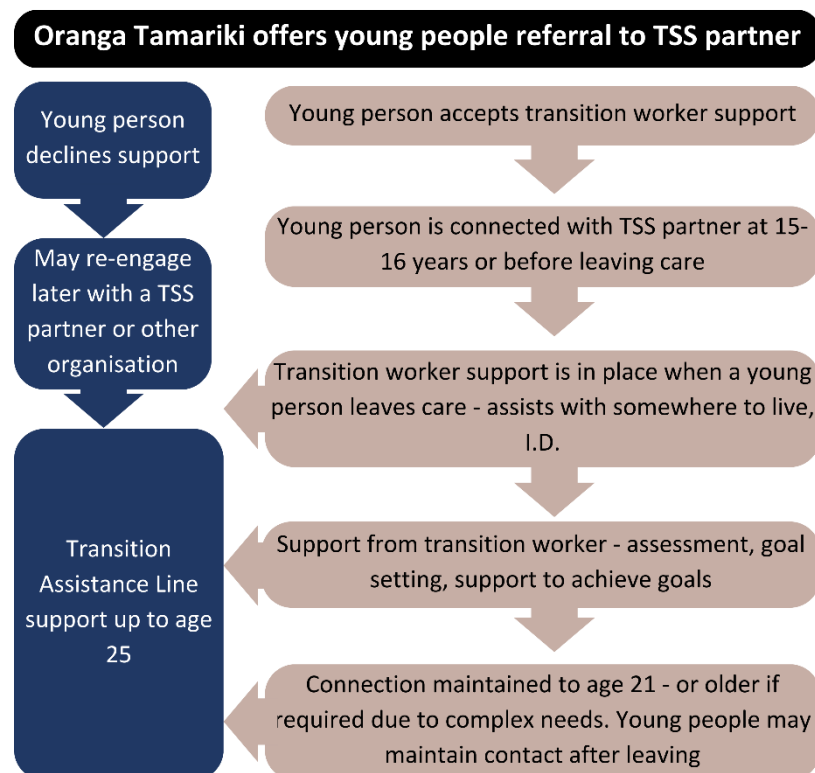 Oranga Tamariki offers young people referral to TSS partner
Young person
declines support
May re-engage
later with a TSS
partner or other
organisation
Transition
Assistance Line
support up to age
25
Young person accepts transition worker support
Young person is connected with TSS partner at 15-
16 years or before leaving care
Transition worker support is in place when a young
person leaves care - assists with somewhere to live,
I.D.
Support from transition worker - assessment, goal
setting, support to achieve goals
Connection maintained to age 21 - or older if
required due to complex needs. Young people may
maintain contact after leaving